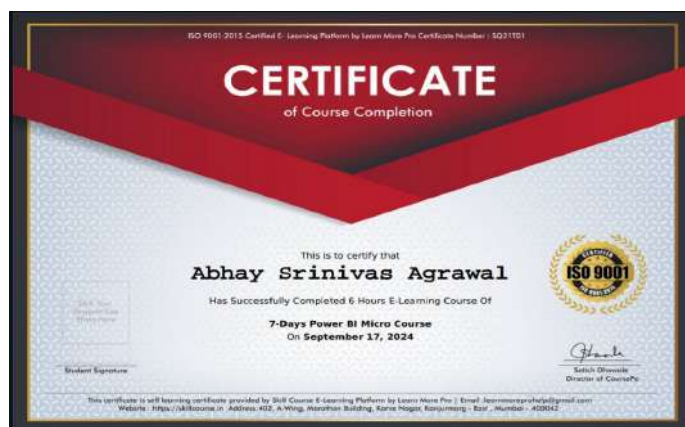 ISO 9001-2015 Certified E- Learning Platform by Learn More Pro Certificate Number : SQ21T01
CERTIFICATE
of Course Completion
This is to certify that
Abhay Srinivas Agrawal
Has Successfully Completed 6 Hours E-Learning Course Of
7-Days Power BI Micro Course
On September 17, 2024
CERTIFIED
ISO 9001
Student Signature
Director of CoursePe
This certificate is self learning certificate provided by Skill Course E-Learning Platform by Learn More Pro | Email :learnmoreprohelp@gmail.com
Website : https://skillcourse.in Address: 402, A-Wing, Marathon Building, Karve Nagar, Kanjurmarg - East , Mumbai - 400042